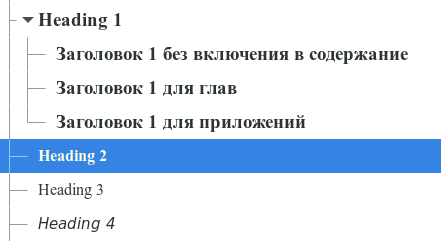 Heading 1
Заголовок 1 без включения в содержание
Заголовок 1 для глав
Заголовок 1 для приложений
Heading 2
Heading 3
Heading 4